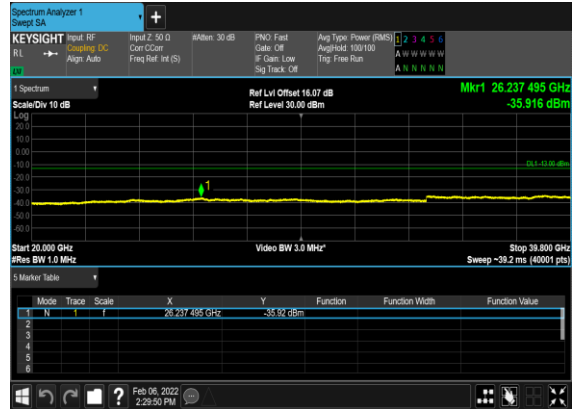 Spectrum Analyzer 1
Swept SA
+
KEYSIGHT Input: RF Input Z: 50 Ω #Atten: 30 dB PNO: Fast Avg Type: Power (RMS) 1 2 3 4 5 6
RL Coupling: DC Corr CCorr Gate: Off Avg|Hold: 100/100 A W W W W W
Align: Auto Freq Ref: Int (S) IF Gain: Low Trig: Free Run
Sig Track: Off A N N N N N
1 Spectrum Ref Lvl Offset 16.07 dB Mkr1 26.237 495 GHz
Scale/Div 10 dB Ref Level 30.00 dBm -35.916 dBm
Log
20.0
10.0
0.00
-10.0 DL1 -13.00 dBm
-20.0
-30.0 1
-40.0
-50.0
-60.0
Start 20.000 GHz Video BW 3.0 MHz* Stop 39.800 GHz
#Res BW 1.0 MHz Sweep ~39.2 ms (40001 pts)
5 Marker Table
Mode Trace Scale X Y Function Function Width Function Value
1 N 1 f 26.237 495 GHz -35.92 dBm
2
3
4
5
6
? Feb 06, 2022
2:29:50 PM